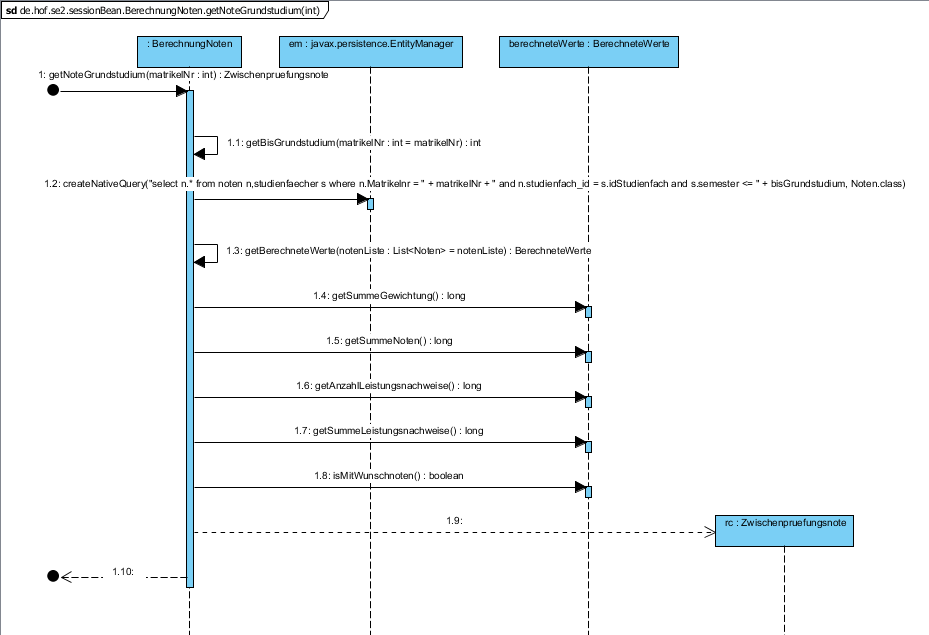 sd de.hof.se2.sessionBean.BerechnungNoten.getNoteGrundstudium(int)
: BerechnungNoten
em : javax.persistence.EntityManager
berechneteWerte : BerechneteWerte
1: getNoteGrundstudium(matrikelNr : int) : Zwischenpruefungsnote
1.1: getBisGrundstudium(matrikelNr : int = matrikelNr) : int
1.2: createNativeQuery("select n.* from noten n,studienfaecher s where n.Matrikelnr = " + matrikelNr + " and n.studienfach_id = s.idStudienfach and s.semester <= " + bisGrundstudium, Noten.class)
1.3: getBerechneteWerte(notenListe : List<Noten> = notenListe) : BerechneteWerte
1.4: getSummeGewichtung() : long
1.5: getSummeNoten() : long
1.6: getAnzahlLeistungsnachweise() : long
1.7: getSummeLeistungsnachweise() : long
1.8: isMitWunschnoten() : boolean
1.9:
rc : Zwischenpruefungsnote
1.10: